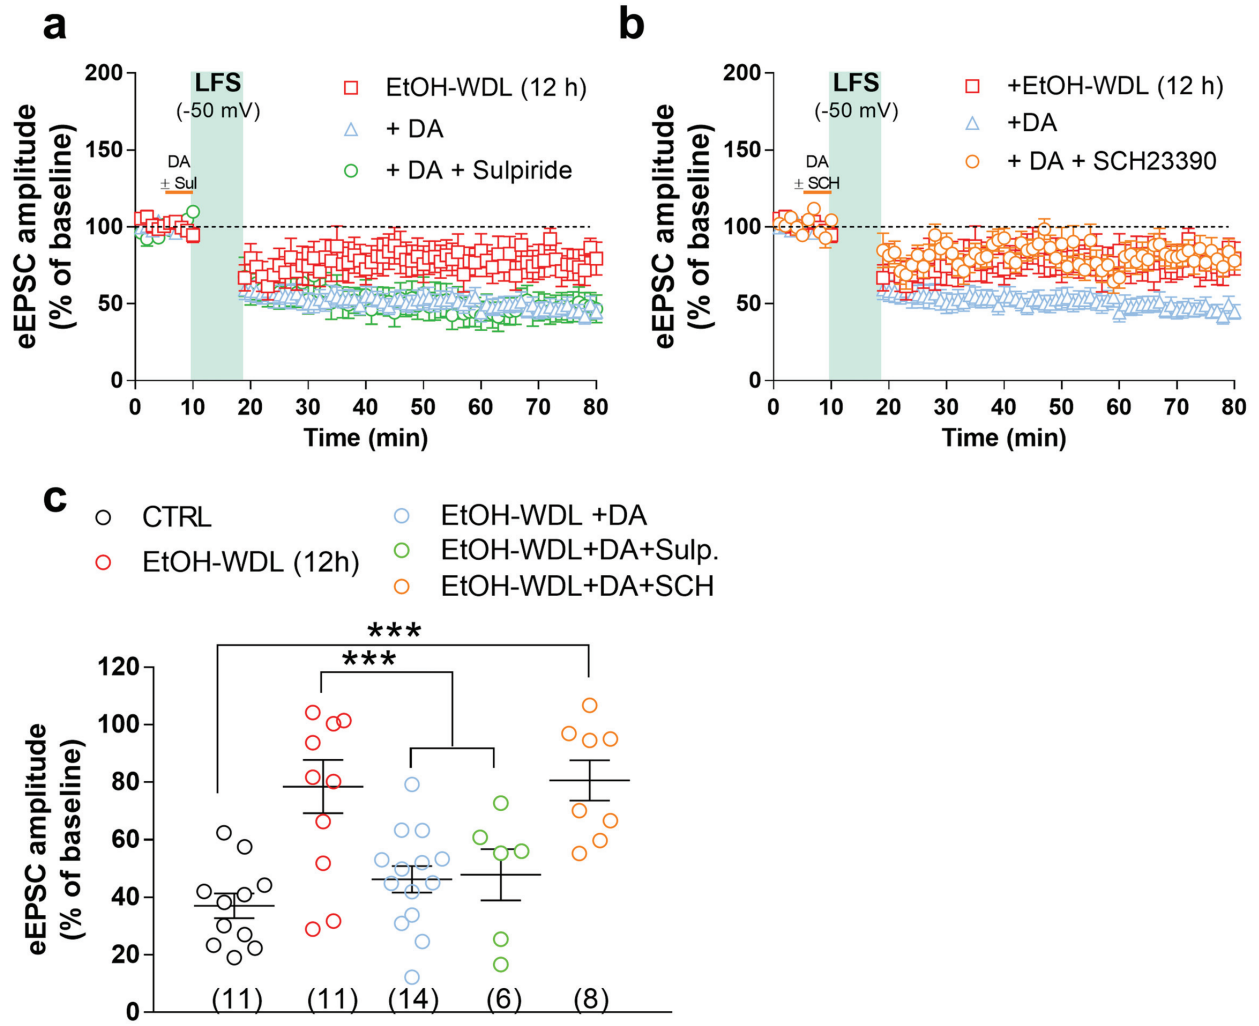 a
200
150
100
50
0
eEPSC amplitude
(% of baseline)
LFS
(-50 mV)
DA
± Sul
EtOH-WDL (12 h)
+ DA
+ DA + Sulpiride
0 10 20 30 40 50 60 70 80
Time (min)
b
200
150
100
50
0
eEPSC amplitude
(% of baseline)
LFS
(-50 mV)
DA
± SCH
+EtOH-WDL (12 h)
+DA
+ DA + SCH23390
0 10 20 30 40 50 60 70 80
Time (min)
c
CTRL
EtOH-WDL (12h)
EtOH-WDL +DA
EtOH-WDL+DA+Sulp.
EtOH-WDL+DA+SCH
***
***
120
100
80
60
40
20
0
eEPSC amplitude
(% of baseline)
(11) (11) (14) (6) (8)